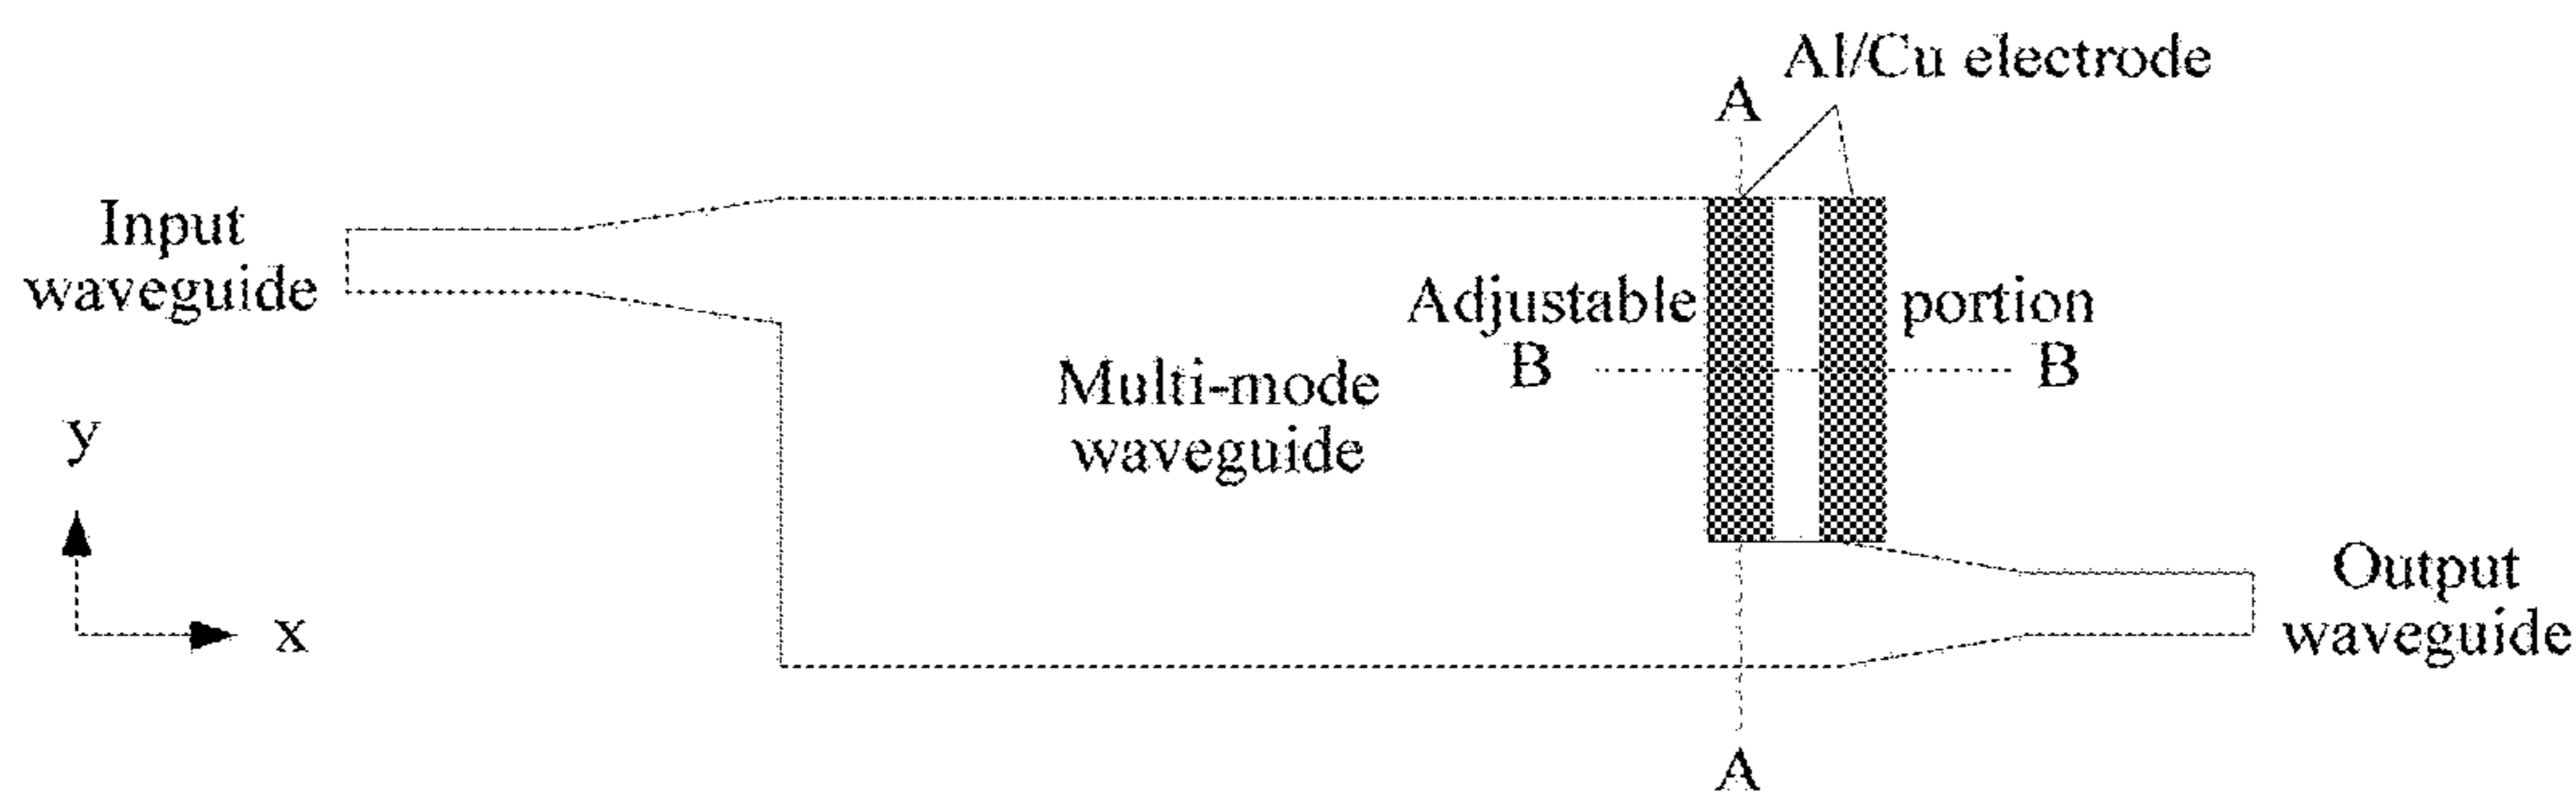 Al/Cu electrode
A
Input
waveguide
Adjustable portion
B B
Multi-mode
waveguide
y
x
Output
waveguide
A